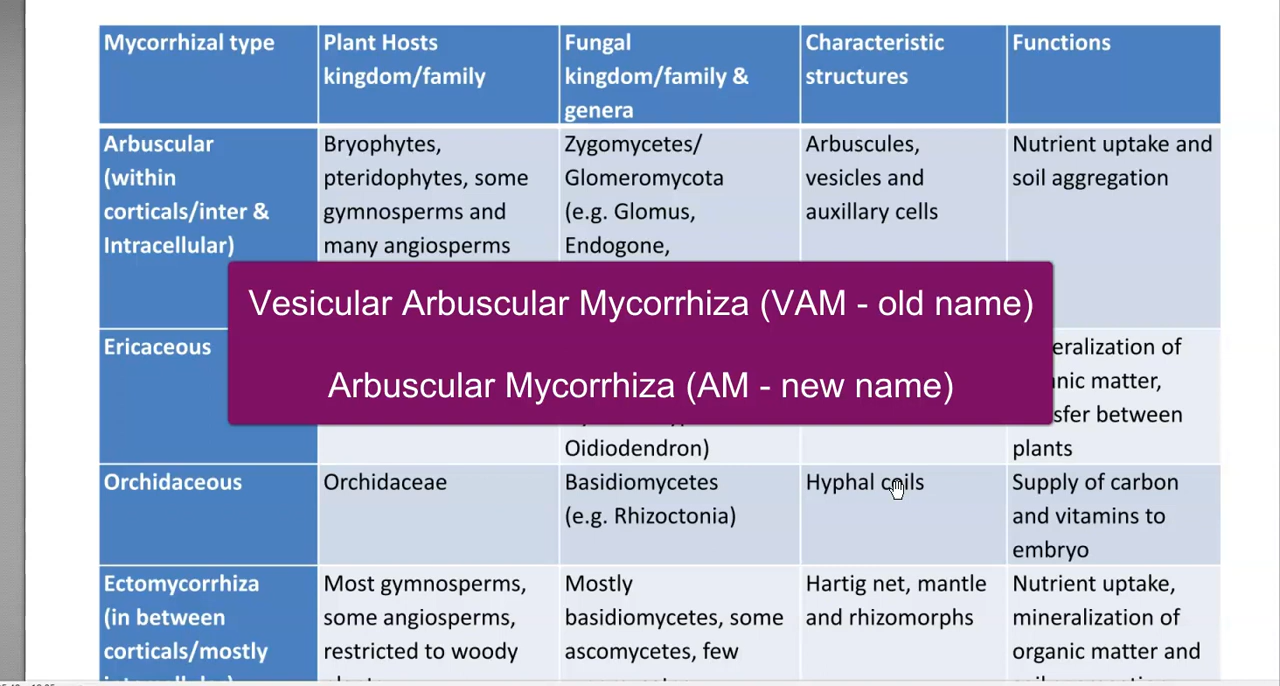 Mycorrhizal type
Plant Hosts
kingdom/family
Fungal
kingdom/family &
genera
Characteristic
structures
Functions
Arbuscular
(within
corticals/inter &
Intracellular)
Bryophytes,
pteridophytes, some
gymnosperms and
many angiosperms
Zygomycetes/
Glomeromycota
(e.g. Glomus,
Endogone,
Arbuscules,
vesicles and
auxillary cells
Nutrient uptake and
soil aggregation
Vesicular Arbuscular Mycorrhiza (VAM - old name)
Arbuscular Mycorrhiza (AM - new name)
Ericaceous
Oidiodendron)
of
matter,
between
plants
Orchidaceous
Orchidaceae
Basidiomycetes
(e.g. Rhizoctonia)
Hyphal coils
Supply of carbon
and vitamins to
embryo
Ectomycorrhiza
(in between
corticals/mostly
Most gymnosperms,
some angiosperms,
restricted to woody
Mostly
basidiomycetes, some
ascomycetes, few
Hartig net, mantle
and rhizomorphs
Nutrient uptake,
mineralization of
organic matter and